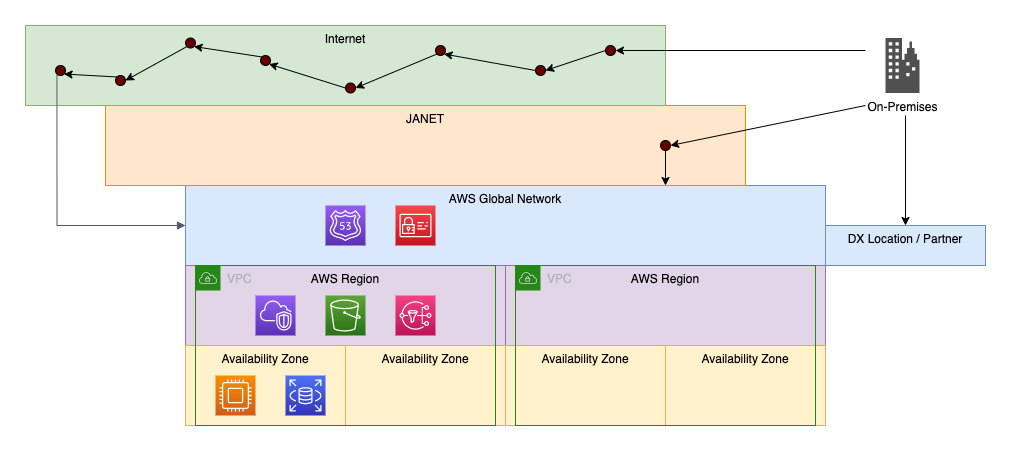 Internet
On-Premises
JANET
AWS Global Network
53
DX Location / Partner
VPC
AWS Region
VPC
AWS Region
Availability Zone
Availability Zone
Availability Zone
Availability Zone